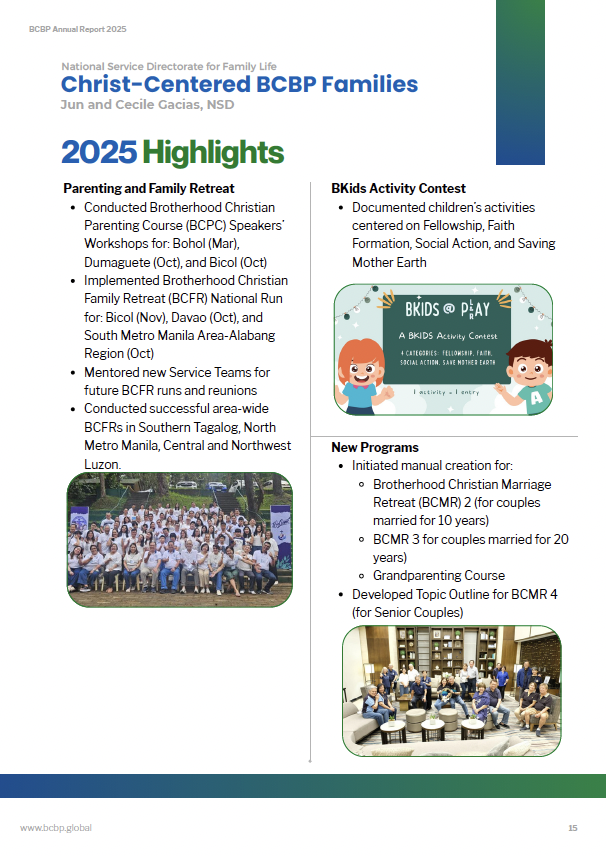 BCBP Annual Report 2025
National Service Directorate for Family Life
Christ-Centered BCBP Families
Jun and Cecile Gacias, NSD
2025 Highlights
Parenting and Family Retreat
• Conducted Brotherhood Christian
Parenting Course (BCPC) Speakers'
Workshops for: Bohol (Mar),
Dumaguete (Oct), and Bicol (Oct)
• Implemented Brotherhood Christian
Family Retreat (BCFR) National Run
for: Bicol (Nov), Davao (Oct), and
South Metro Manila Area-Alabang
Region (Oct)
• Mentored new Service Teams for
future BCFR runs and reunions
• Conducted successful area-wide
BCFRs in Southern Tagalog, North
Metro Manila, Central and Northwest
Luzon.
BKids Activity Contest
• Documented children's activities
centered on Fellowship, Faith
Formation, Social Action, and Saving
Mother Earth
BKIDS @ PLAY
PRAY
A BKIDS Activity Contest
4 CATEGORIES: FELLOWSHIP, FAITH,
SOCIAL ACTION, SAVE MOTHER EARTH
1 activity = 1 entry
A
New Programs
• Initiated manual creation for:
◦ Brotherhood Christian Marriage
Retreat (BCMR) 2 (for couples
married for 10 years)
◦ BCMR 3 for couples married for 20
years)
◦ Grandparenting Course
• Developed Topic Outline for BCMR 4
(for Senior Couples)
www.bcbp.global
15